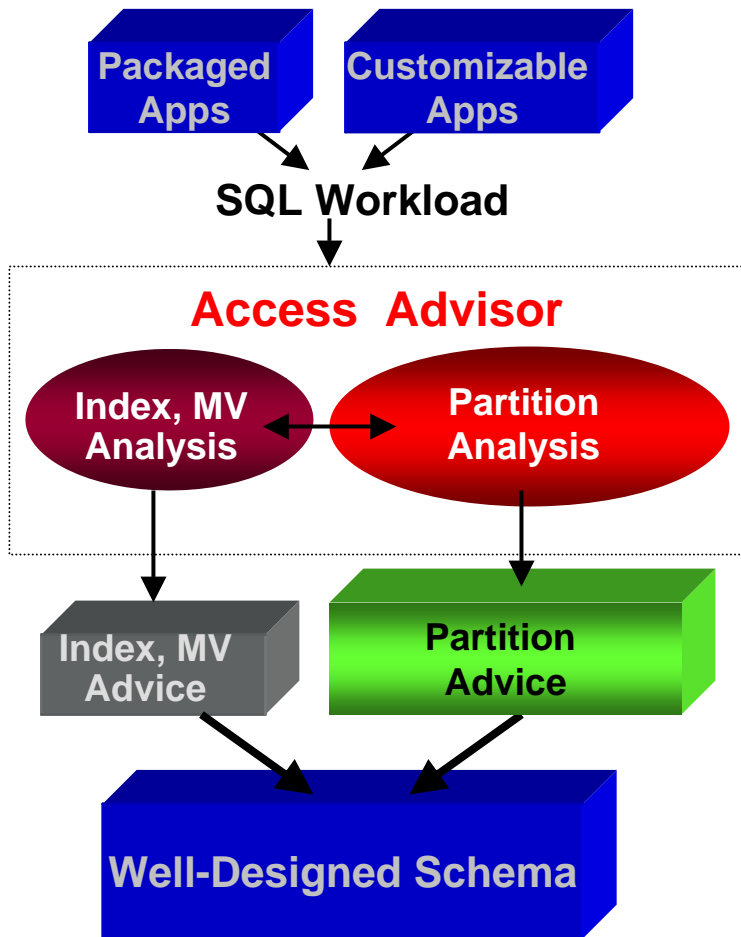 Packaged
Apps
Customizable
Apps
SQL Workload
Access Advisor
Index, MV
Analysis
Partition
Analysis
Index, MV
Advice
Partition
Advice
Well-Designed Schema